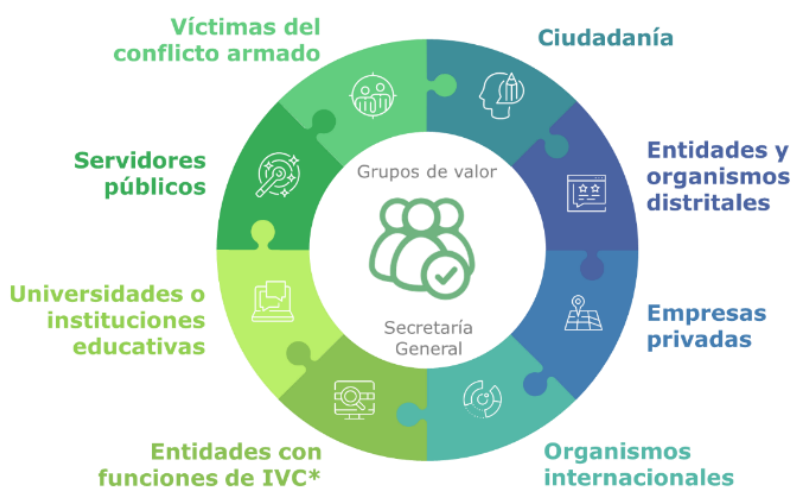 Víctimas del
conflicto armado
Ciudadanía
Servidores
públicos
Grupos de valor
Entidades y
organismos
distritales
Universidades o
instituciones
educativas
Secretaría
General
Empresas
privadas
Entidades con
funciones de IVC*
Organismos
internacionales